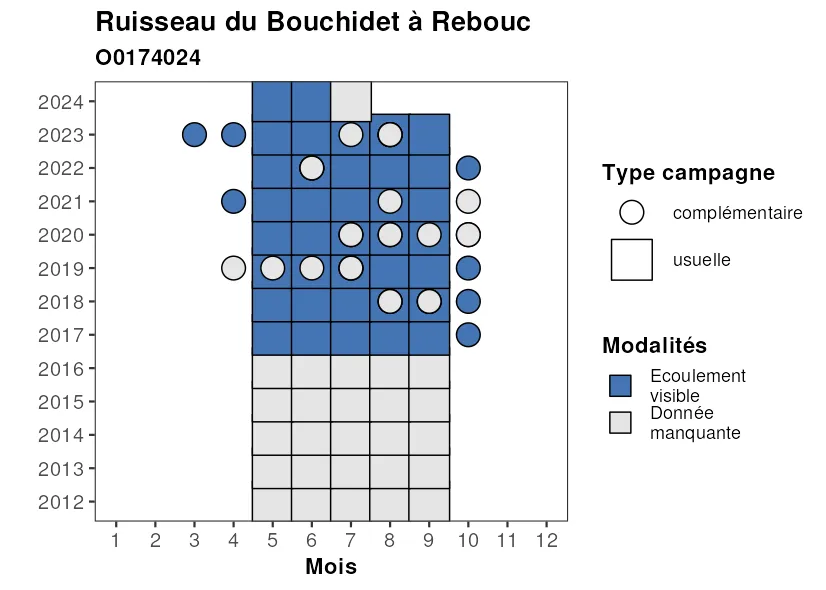 Ruisseau du Bouchidet à Rebouc
O0174024
2024
2023
2022
2021
2020
2019
2018
2017
2016
2015
2014
2013
2012
1 2 3 4 5 6 7 8 9 10 11 12
Mois
Type campagne
complémentaire
usuelle
Modalités
Ecoulement
visible
Donnée
manquante